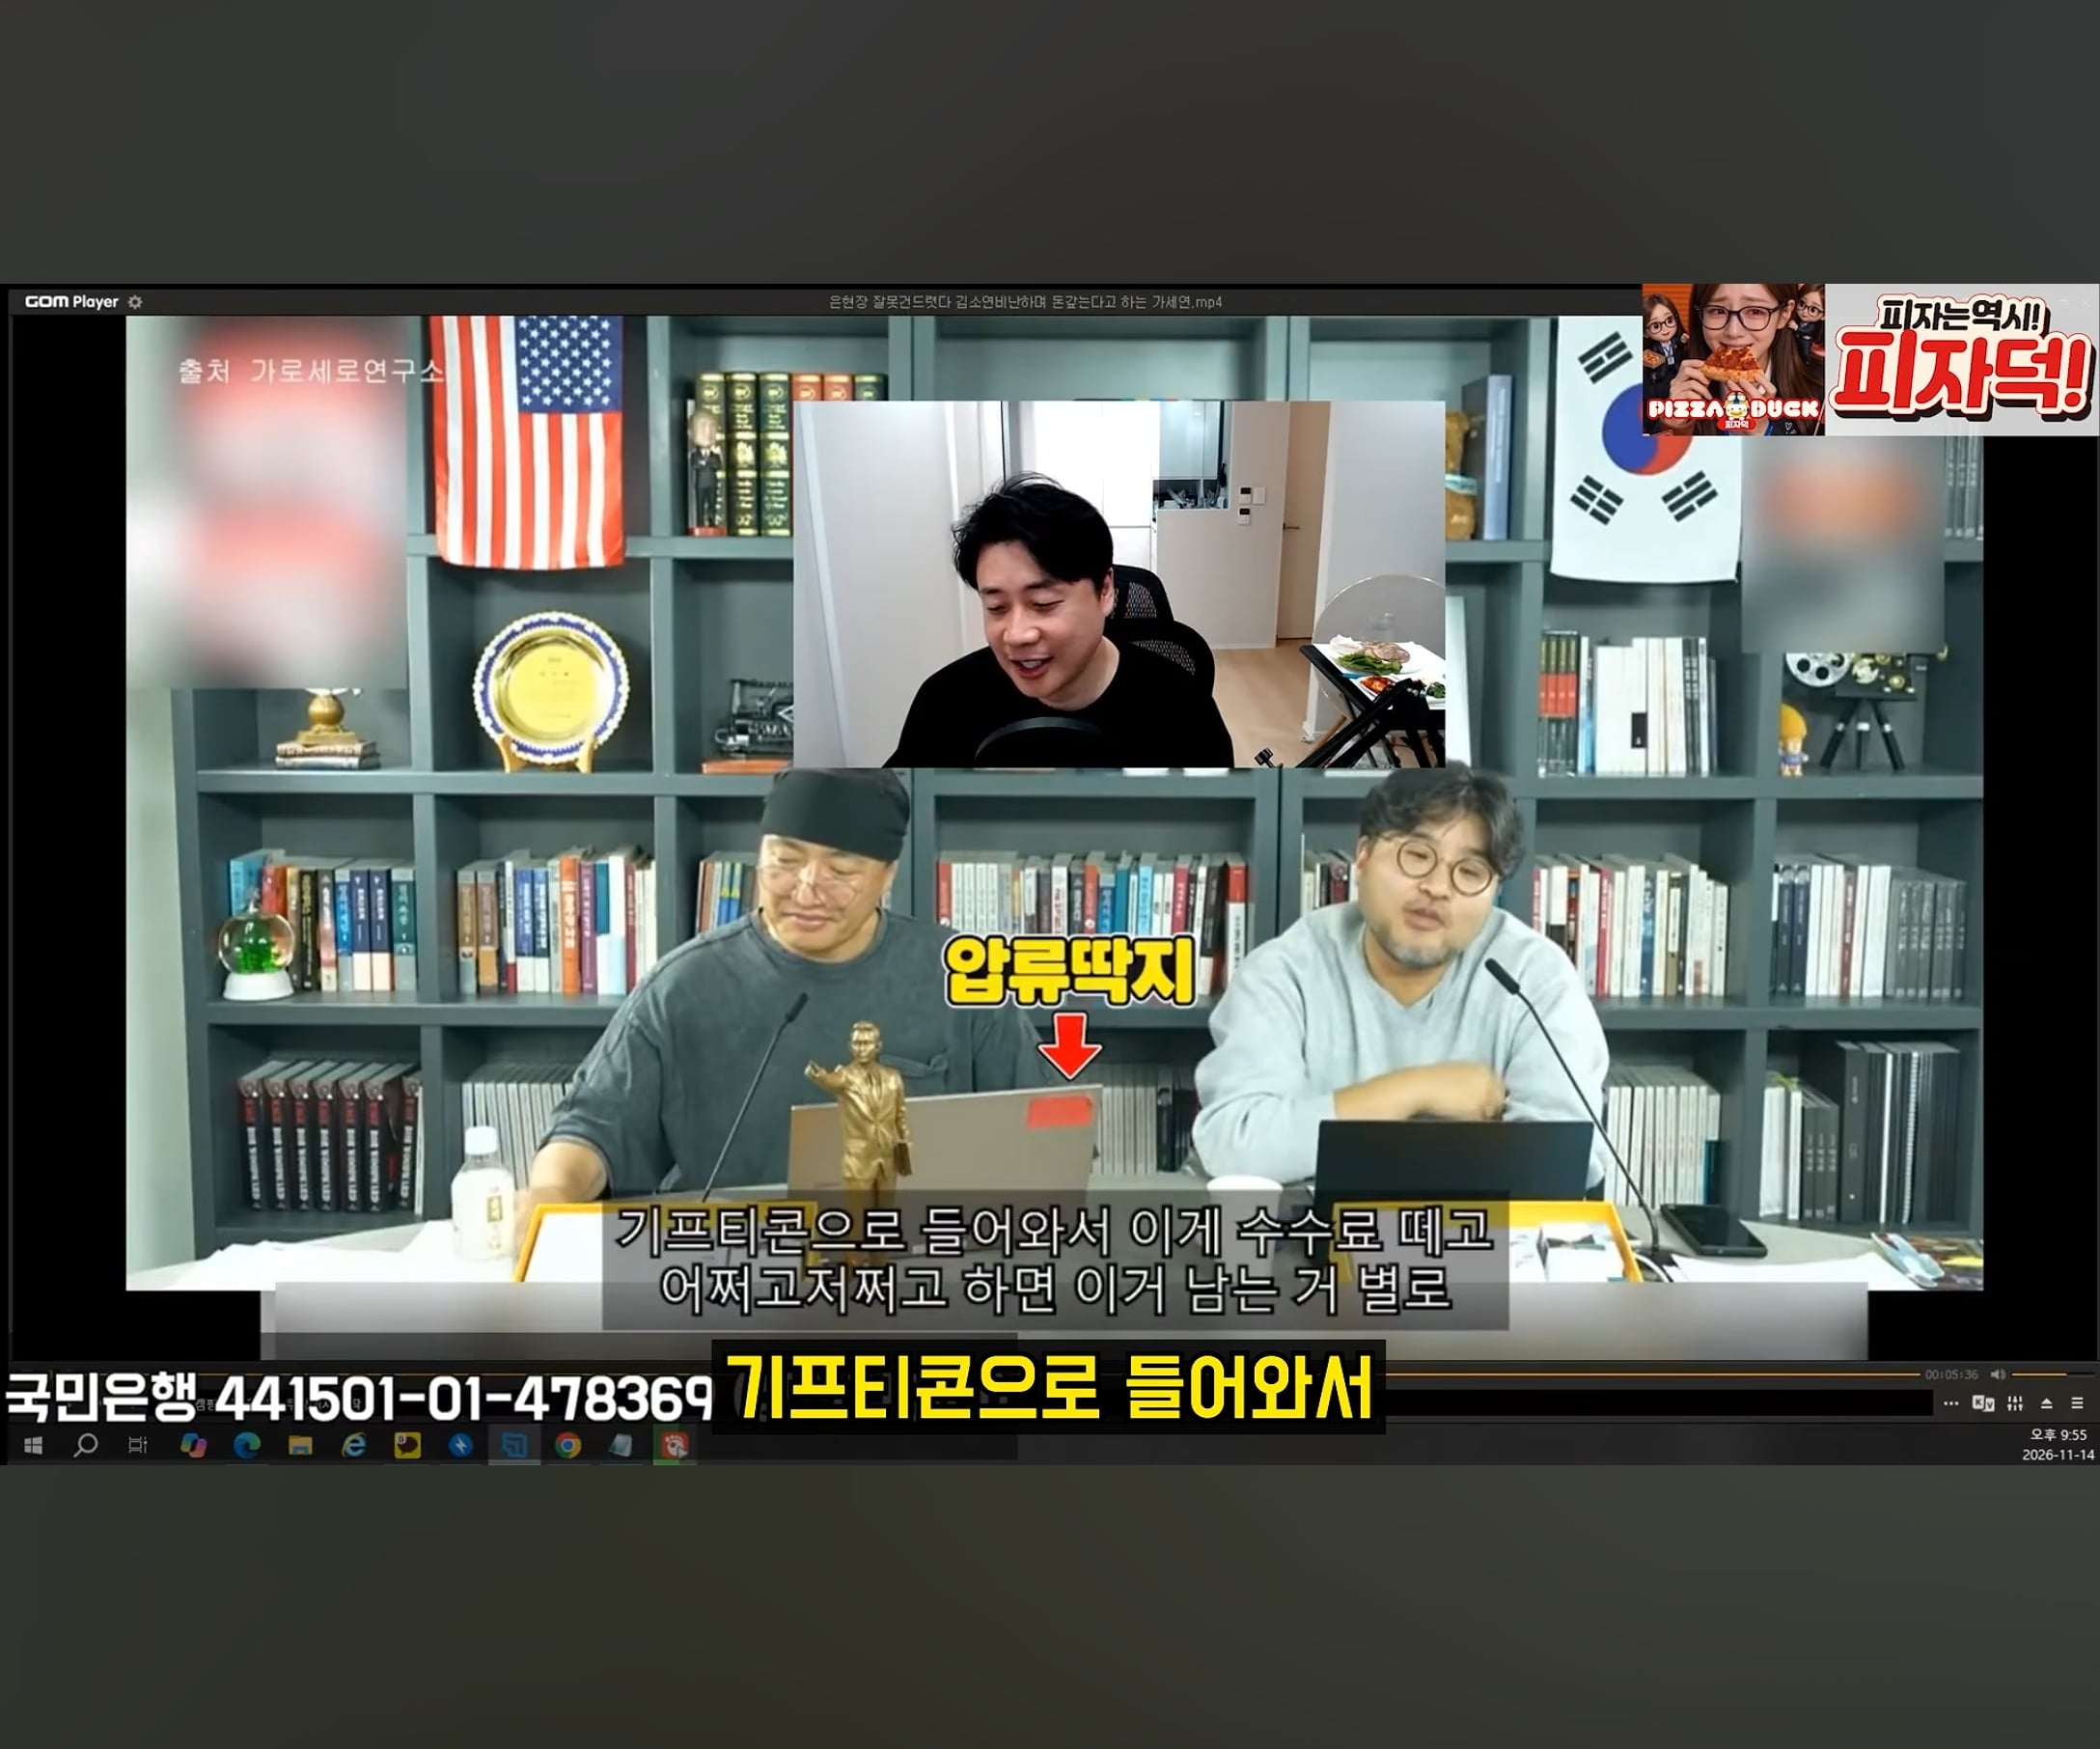 GOM Player
은현장 잘못건드렷다 김소연비난하며 돈갚는다고 하는 가세연.mp4
출처 가로세로연구소
피자는역시!
피자덕!
PIZZA DUCK
피자덕
압류딱지
기프티콘으로 들어와서 이게 수수료 떼고
어쩌고저쩌고 하면 이거 남는 거 별로
기프티콘으로 들어와서
국민은행 441501-01-478369
00:05:36
오후 9:55
2026-11-14